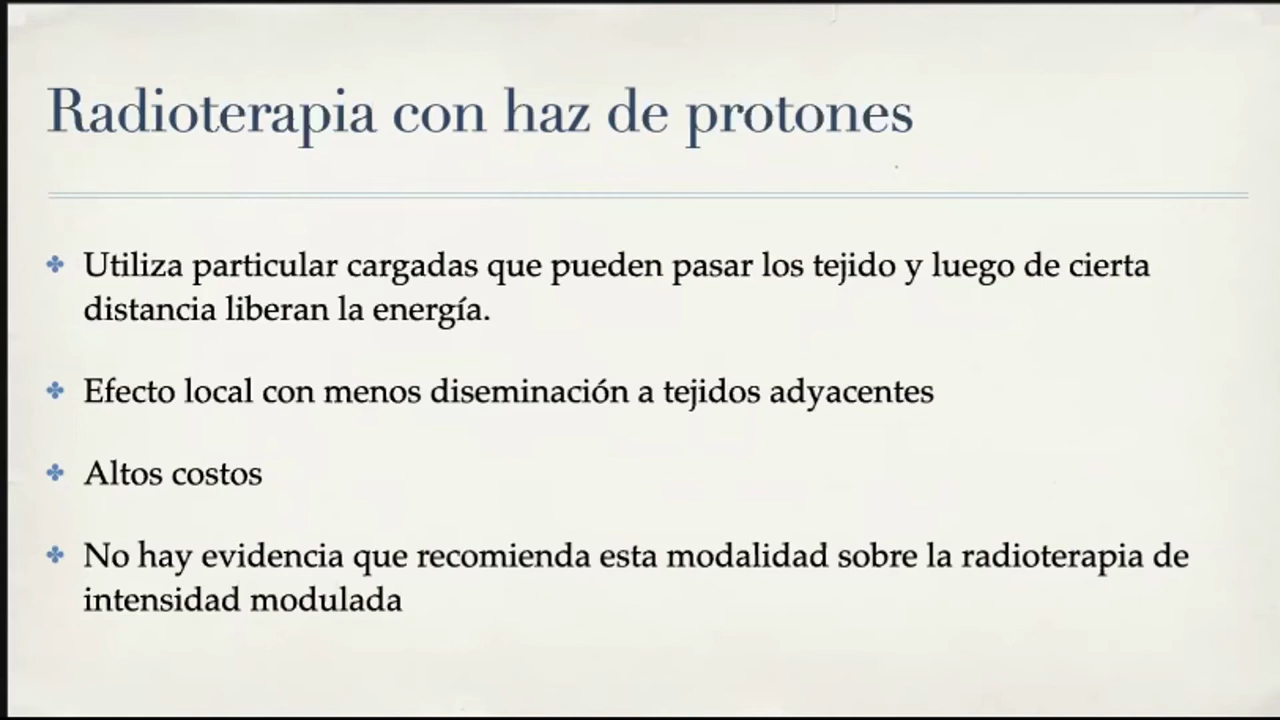 Radioterapia con haz de protones
Utiliza particular cargadas que pueden pasar los tejido y luego de cierta
distancia liberan la energía.
Efecto local con menos diseminación a tejidos adyacentes
Altos costos
No hay evidencia que recomienda esta modalidad sobre la radioterapia de
intensidad modulada